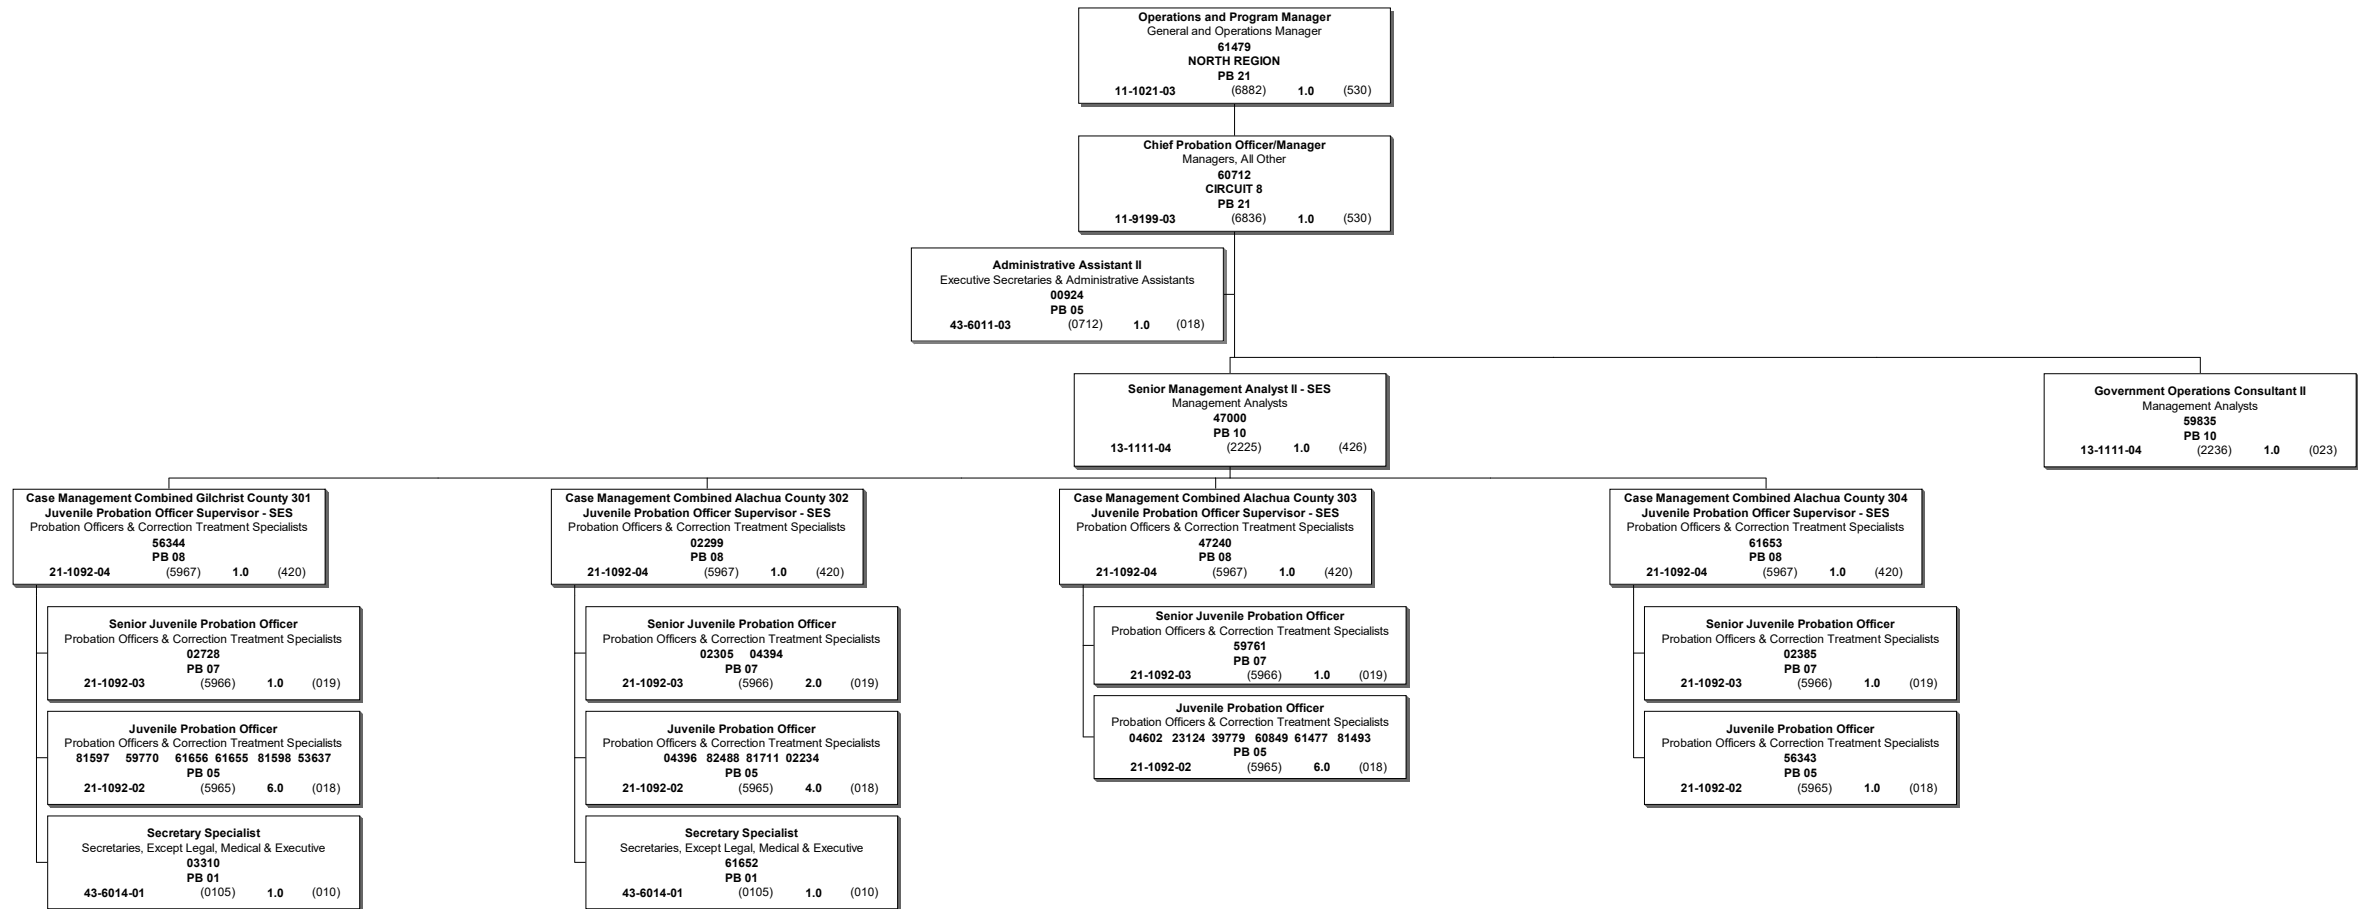 Operations and Program Manager
General and Operations Manager
61479
NORTH REGION
PB 21
11-1021-03 (6882) 1.0 (530)
Chief Probation Officer/Manager
Managers, All Other
60712
CIRCUIT 8
PB 21
11-9199-03 (6836) 1.0 (530)
Administrative Assistant II
Executive Secretaries & Administrative Assistants
00924
PB 05
43-6011-03 (0712) 1.0 (018)
Senior Management Analyst II - SES
Management Analysts
47000
PB 10
13-1111-04 (2225) 1.0 (426)
Government Operations Consultant II
Management Analysts
59835
PB 10
13-1111-04 (2236) 1.0 (023)
Case Management Combined Gilchrist County 301
Juvenile Probation Officer Supervisor - SES
Probation Officers & Correction Treatment Specialists
56344
PB 08
21-1092-04 (5967) 1.0 (420)
Senior Juvenile Probation Officer
Probation Officers & Correction Treatment Specialists
02728
PB 07
21-1092-03 (5966) 1.0 (019)
Juvenile Probation Officer
Probation Officers & Correction Treatment Specialists
81597 59770 61656 61655 81598 53637
PB 05
21-1092-02 (5965) 6.0 (018)
Secretary Specialist
Secretaries, Except Legal, Medical & Executive
03310
PB 01
43-6014-01 (0105) 1.0 (010)
Case Management Combined Alachua County 302
Juvenile Probation Officer Supervisor - SES
Probation Officers & Correction Treatment Specialists
02299
PB 08
21-1092-04 (5967) 1.0 (420)
Senior Juvenile Probation Officer
Probation Officers & Correction Treatment Specialists
02305 04394
PB 07
21-1092-03 (5966) 2.0 (019)
Juvenile Probation Officer
Probation Officers & Correction Treatment Specialists
04396 82488 81711 02234
PB 05
21-1092-02 (5965) 4.0 (018)
Secretary Specialist
Secretaries, Except Legal, Medical & Executive
61652
PB 01
43-6014-01 (0105) 1.0 (010)
Case Management Combined Alachua County 303
Juvenile Probation Officer Supervisor - SES
Probation Officers & Correction Treatment Specialists
47240
PB 08
21-1092-04 (5967) 1.0 (420)
Senior Juvenile Probation Officer
Probation Officers & Correction Treatment Specialists
59761
PB 07
21-1092-03 (5966) 1.0 (019)
Juvenile Probation Officer
Probation Officers & Correction Treatment Specialists
04602 23124 39779 60849 61477 81493
PB 05
21-1092-02 (5965) 6.0 (018)
Case Management Combined Alachua County 304
Juvenile Probation Officer Supervisor - SES
Probation Officers & Correction Treatment Specialists
61653
PB 08
21-1092-04 (5967) 1.0 (420)
Senior Juvenile Probation Officer
Probation Officers & Correction Treatment Specialists
02385
PB 07
21-1092-03 (5966) 1.0 (019)
Juvenile Probation Officer
Probation Officers & Correction Treatment Specialists
56343
PB 05
21-1092-02 (5965) 1.0 (018)